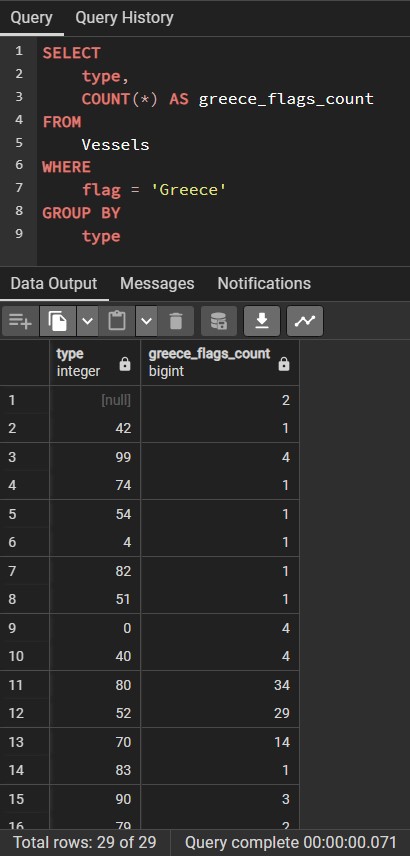 Query Query History
1 SELECT
2 type,
3 COUNT(*) AS greece_flags_count
4 FROM
5 Vessels
6 WHERE
7 flag = 'Greece'
8 GROUP BY
9 type
Data Output Messages Notifications
type greece_flags_count
integer bigint
1 [null] 2
2 42 1
3 99 4
4 74 1
5 54 1
6 4 1
7 82 1
8 51 1
9 0 4
10 40 4
11 80 34
12 52 29
13 70 14
14 83 1
15 90 3
16 79 2
Total rows: 29 of 29 Query complete 00:00:00.071